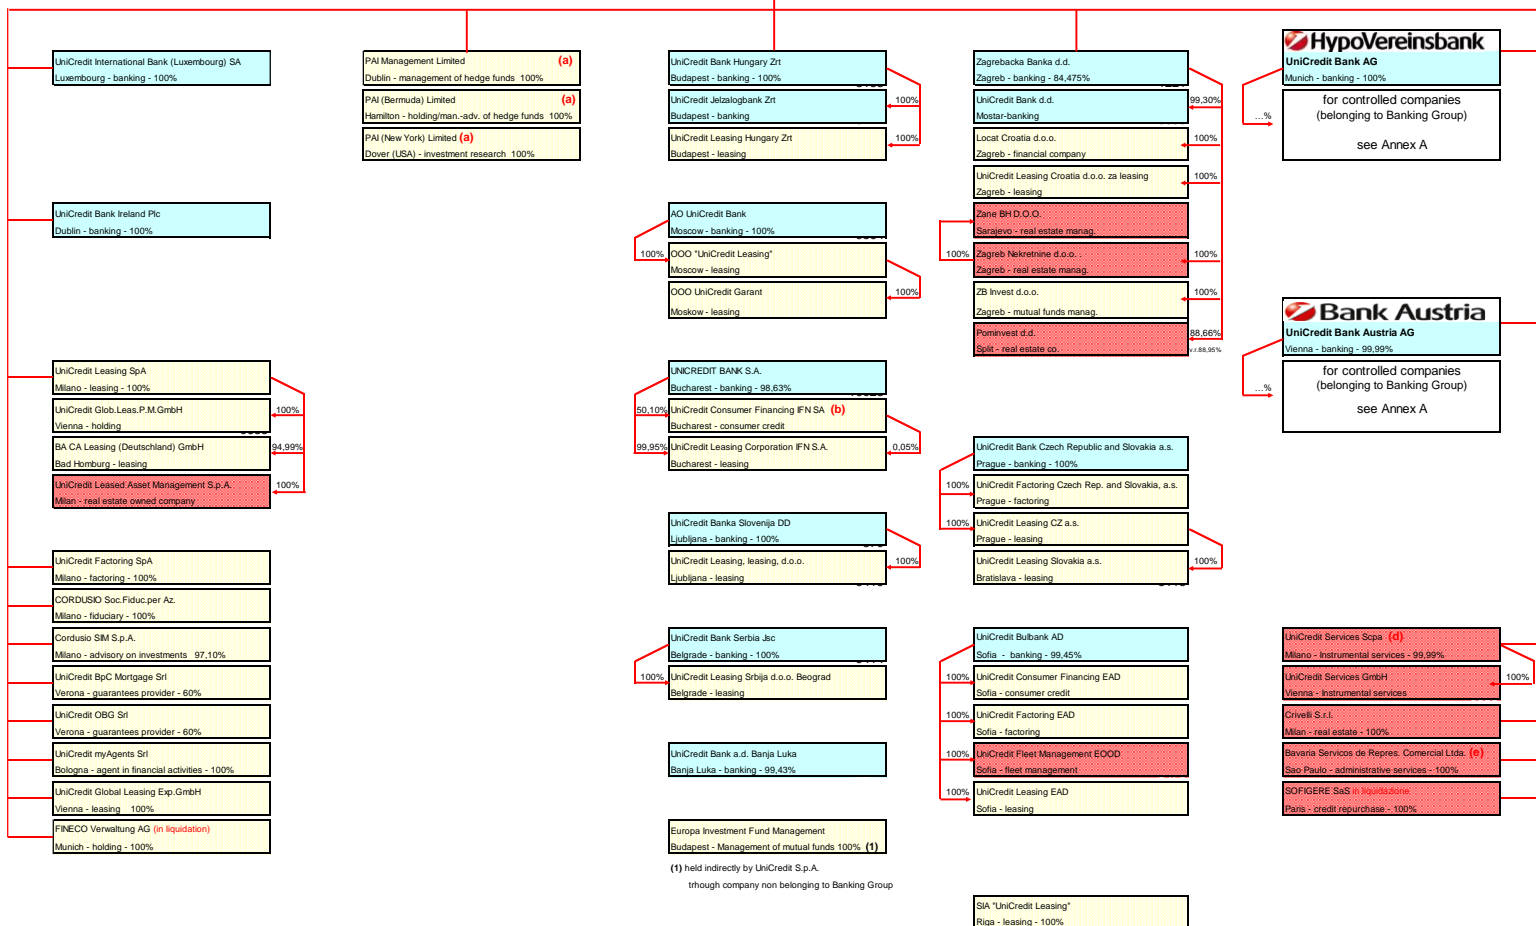 UniCredit International Bank (Luxembourg) SA
Luxembourg - banking - 100%
UniCredit Bank Ireland Plc
Dublin - banking - 100%
UniCredit Leasing SpA
Milano - leasing - 100%
UniCredit Glob.Leas.P.M.GmbH
Vienna - holding
100%
BA CA Leasing (Deutschland) GmbH
Bad Homburg - leasing
94,99%
UniCredit Leased Asset Management S.p.A.
Milan - real estate owned company
100%
UniCredit Factoring SpA
Milano - factoring - 100%
CORDUSIO Soc.Fiduc.per Az.
Milano - fiduciary - 100%
Cordusio SIM S.p.A.
Milano - advisory on investments 97,10%
UniCredit BpC Mortgage Srl
Verona - guarantees provider - 60%
UniCredit OBG Srl
Verona - guarantees provider - 60%
UniCredit myAgents Srl
Bologna - agent in financial activities - 100%
UniCredit Global Leasing Exp.GmbH
Vienna - leasing 100%
FINECO Verwaltung AG (in liquidation)
Munich - holding - 100%
PAI Management Limited (a)
Dublin - management of hedge funds 100%
PAI (Bermuda) Limited (a)
Hamilton - holding/man.-adv. of hedge funds 100%
PAI (New York) Limited (a)
Dover (USA) - investment research 100%
UniCredit Bank Hungary Zrt
Budapest - banking - 100%
UniCredit Jelzalogbank Zrt
Budapest - banking
100%
UniCredit Leasing Hungary Zrt
Budapest - leasing
100%
AO UniCredit Bank
Moscow - banking - 100%
100%
OOO "UniCredit Leasing"
Moscow - leasing
OOO UniCredit Garant
Moskow - leasing
100%
UNICREDIT BANK S.A.
Bucharest - banking - 98,63%
50,10%
UniCredit Consumer Financing IFN SA (b)
Bucharest - consumer credit
99,95%
UniCredit Leasing Corporation IFN S.A.
Bucharest - leasing
0,05%
UniCredit Banka Slovenija DD
Ljubljana - banking - 100%
UniCredit Leasing, leasing, d.o.o.
Ljubljana - leasing
100%
UniCredit Bank Serbia Jsc
Belgrade - banking - 100%
100%
UniCredit Leasing Srbija d.o.o. Beograd
Belgrade - leasing
UniCredit Bank a.d. Banja Luka
Banja Luka - banking - 99,43%
Europa Investment Fund Management
Budapest - Management of mutual funds 100% (1)
(1) held indirectly by UniCredit S.p.A.
trhough company non belonging to Banking Group
Zagrebacka Banka d.d.
Zagreb - banking - 84,475%
UniCredit Bank d.d.
Mostar-banking
99,30%
Locat Croatia d.o.o.
Zagreb - financial company
100%
UniCredit Leasing Croatia d.o.o. za leasing
Zagreb - leasing
100%
Zane BH D.O.O.
Sarajevo - real estate manag.
100%
Zagreb Nekretnine d.o.o. .
Zagreb - real estate manag.
100%
ZB Invest d.o.o.
Zagreb - mutual funds manag.
100%
Pominvest d.d.
Split - real estate co.
88,66%
v.r.88,95%
UniCredit Bank Czech Republic and Slovakia a.s.
Prague - banking - 100%
100%
UniCredit Factoring Czech Rep. and Slovakia, a.s.
Prague - factoring
100%
UniCredit Leasing CZ a.s.
Prague - leasing
UniCredit Leasing Slovakia a.s.
Bratislava - leasing
100%
UniCredit Bulbank AD
Sofia - banking - 99,45%
100%
UniCredit Consumer Financing EAD
Sofia - consumer credit
100%
UniCredit Factoring EAD
Sofia - factoring
100%
UniCredit Fleet Management EOOD
Sofia - fleet management
100%
UniCredit Leasing EAD
Sofia - leasing
SIA "UniCredit Leasing"
Riga - leasing - 100%
HypoVereinsbank
UniCredit Bank AG
Munich - banking - 100%
...%
for controlled companies
(belonging to Banking Group)
see Annex A
Bank Austria
UniCredit Bank Austria AG
Vienna - banking - 99,99%
...%
for controlled companies
(belonging to Banking Group)
see Annex A
UniCredit Services Scpa (d)
Milano - Instrumental services - 99,99%
UniCredit Services GmbH
Vienna - Instrumental services
100%
Crivelli S.r.l.
Milan - real estate - 100%
Bavaria Servicos de Repres. Comercial Ltda. (e)
Sao Paulo - administrative services - 100%
SOFIGERE SaS in liquidazione
Paris - credit repurchase - 100%